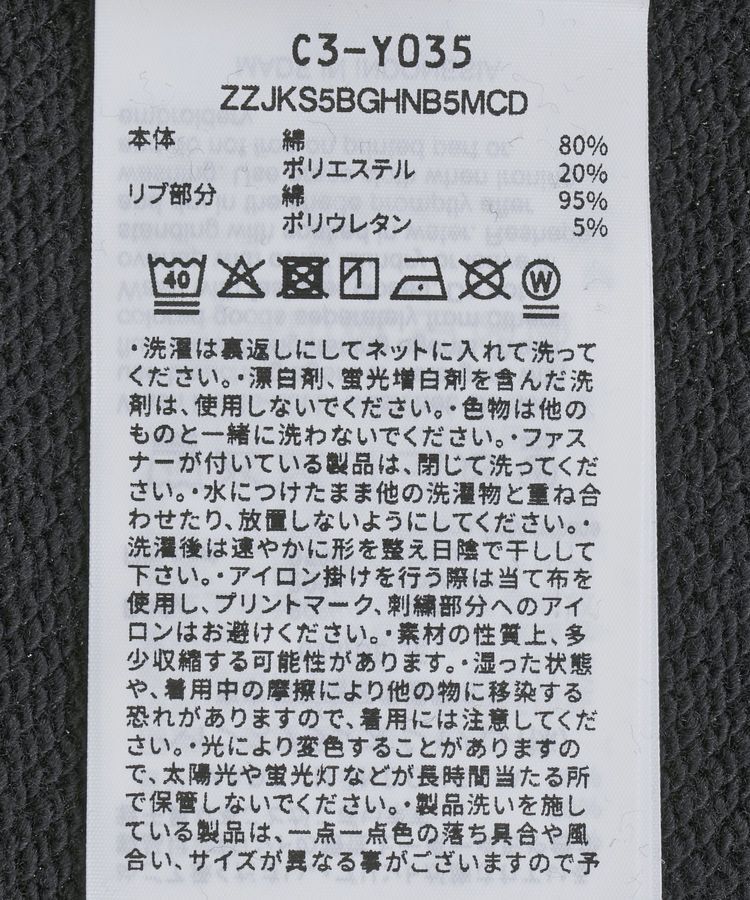 C3-Y035
ZZJKS5BGHNB5MCD
本体 綿 80%
ポリエステル 20%
リブ部分 綿 95%
ポリウレタン 5%
40 W
・洗濯は裏返しにしてネットに入れて洗って
ください。・漂白剤、蛍光増白剤を含んだ洗
剤は、使用しないでください。・色物は他の
ものと一緒に洗わないでください。・ファス
ナーが付いている製品は、閉じて洗ってくだ
さい。・水につけたまま他の洗濯物と重ね合
わせたり、放置しないようにしてください。・
洗濯後は速やかに形を整え日陰で干しして
下さい。・アイロン掛けを行う際は当て布を
使用し、プリントマーク、刺繍部分へのアイ
ロンはお避けください。・素材の性質上、多
少収縮する可能性があります。・湿った状態
や、着用中の摩擦により他の物に移染する
恐れがありますので、着用には注意してくだ
さい。・光により変色することがありますの
で、太陽光や蛍光灯などが長時間当たる所
で保管しないでください。・製品洗いを施し
ている製品は、一点一点色の落ち具合や風
合い、サイズが異なる事がございますので予